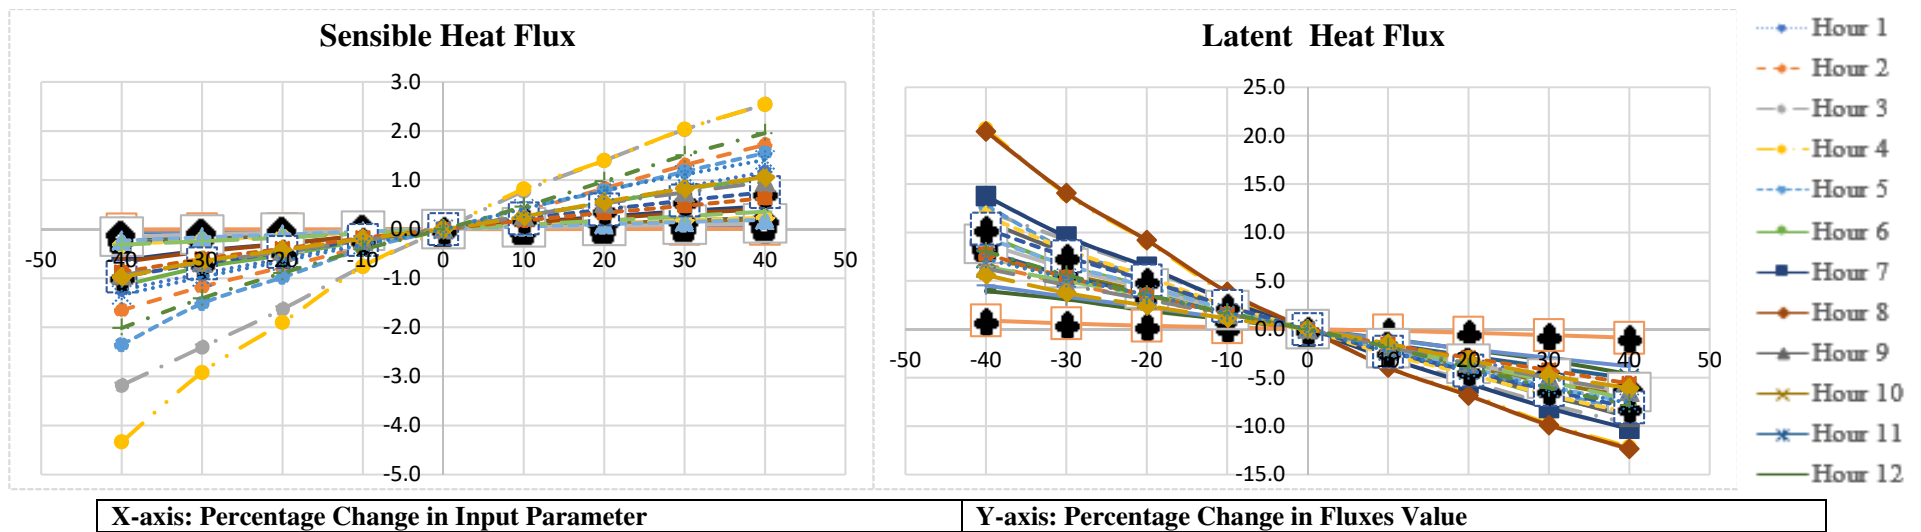 Sensible Heat Flux
3.0
2.0
1.0
0.0
-1.0
-2.0
-3.0
-4.0
-5.0
-50 -40 -30 -20 -10 0 10 20 30 40 50
Latent Heat Flux
25.0
20.0
15.0
10.0
5.0
0.0
-5.0
-10.0
-15.0
-50 -40 -30 -20 -10 0 10 20 30 40 50
Hour 1
Hour 2
Hour 3
Hour 4
Hour 5
Hour 6
Hour 7
Hour 8
Hour 9
Hour 10
Hour 11
Hour 12
X-axis: Percentage Change in Input Parameter
Y-axis: Percentage Change in Fluxes Value